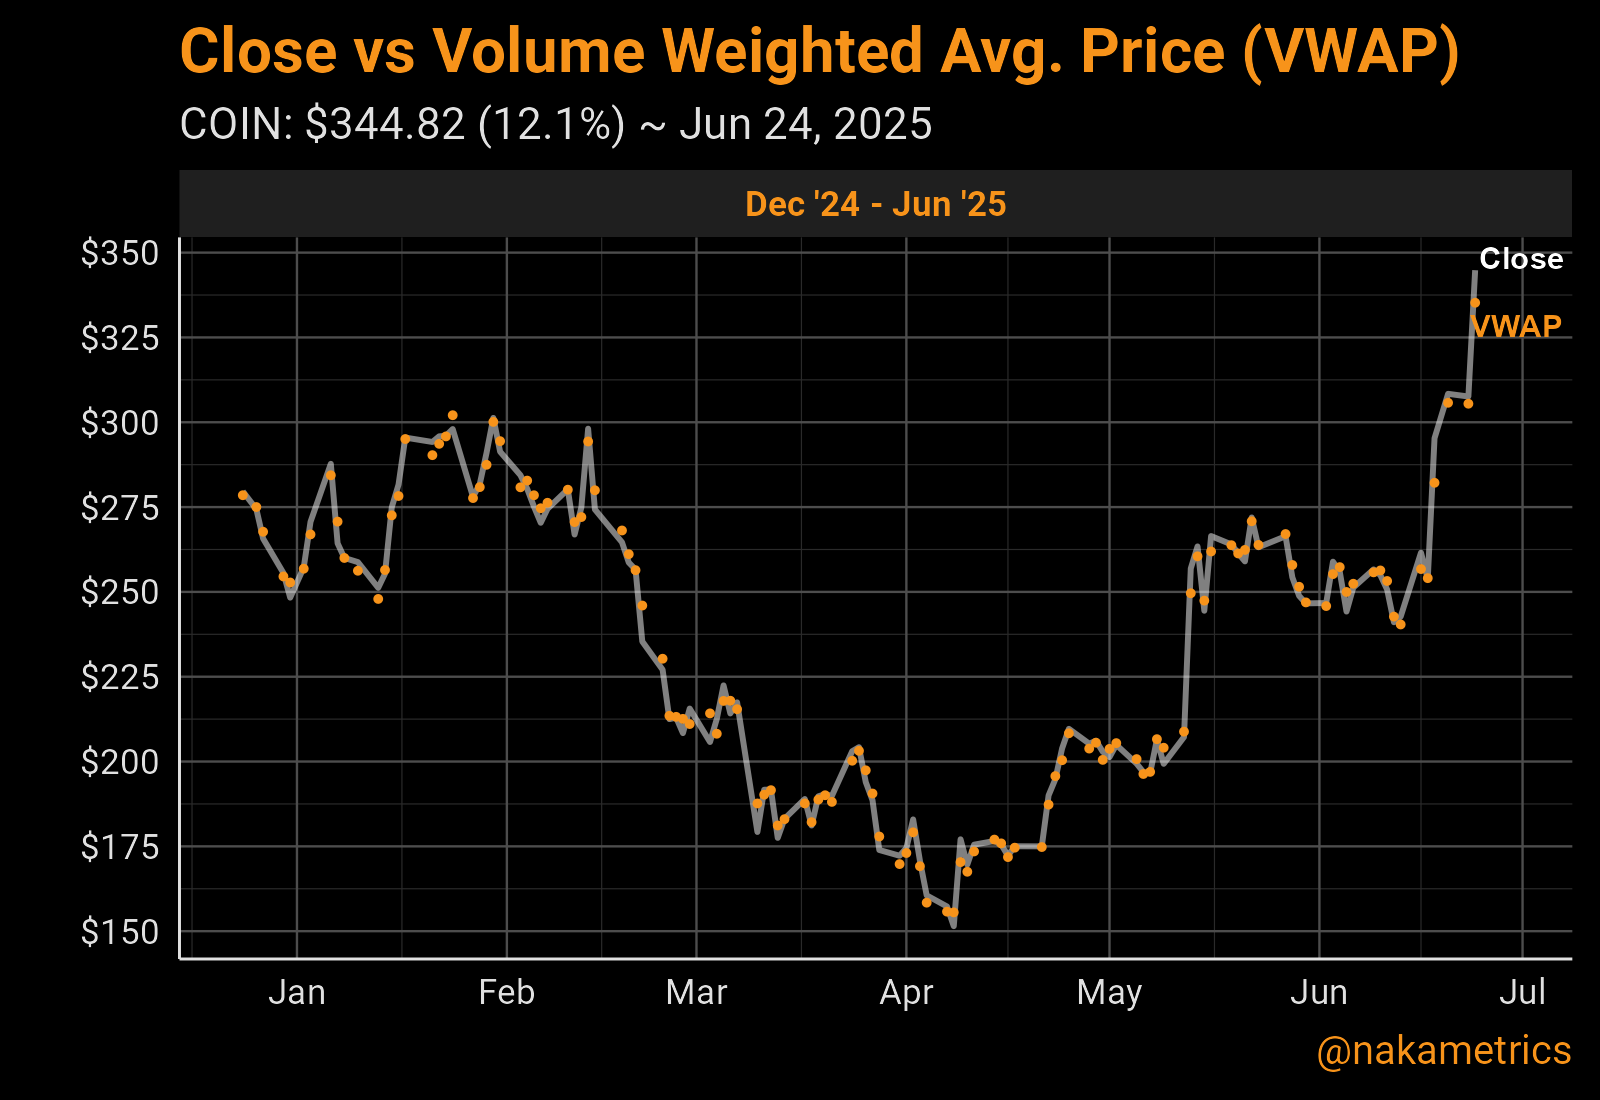 Close vs Volume Weighted Avg. Price (VWAP)
COIN: $344.82 (12.1%) ~ Jun 24, 2025
Dec '24 - Jun '25
$350
$325
$300
$275
$250
$225
$200
$175
$150
Close
VWAP
Jan Feb Mar Apr May Jun Jul
@nakametrics